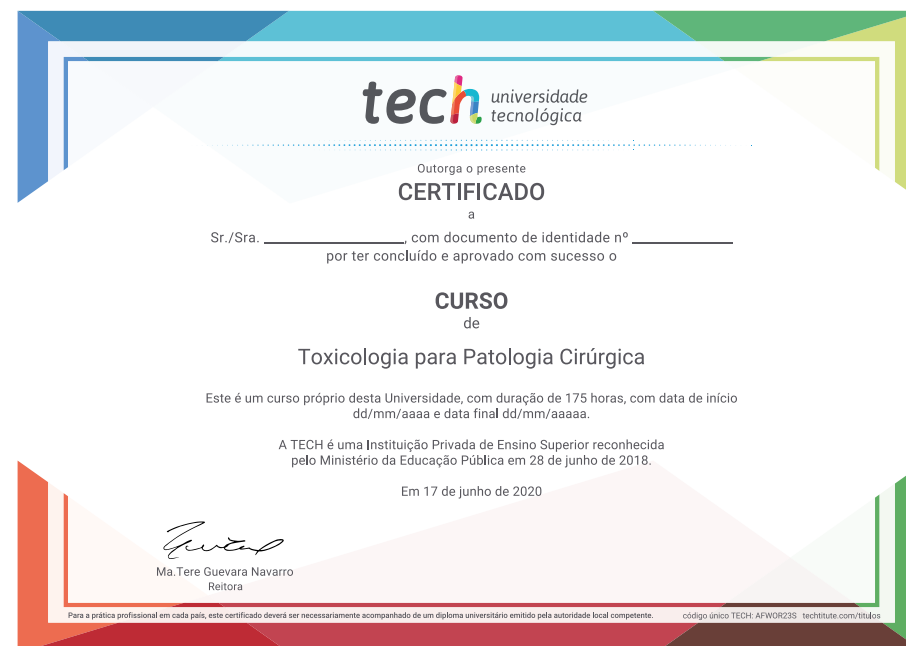 tech universidade
tecnológica
Outorga o presente
CERTIFICADO
a
Sr./Sra. ____________________, com documento de identidade nº ______________
por ter concluído e aprovado com sucesso o
CURSO
de
Toxicologia para Patologia Cirúrgica
Este é um curso próprio desta Universidade, com duração de 175 horas, com data de início
dd/mm/aaaa e data final dd/mm/aaaaa.
A TECH é uma Instituição Privada de Ensino Superior reconhecida
pelo Ministério da Educação Pública em 28 de junho de 2018.
Em 17 de junho de 2020
Ma.Tere Guevara Navarro
Reitora
Para a prática profissional em cada país, este certificado deverá ser necessariamente acompanhado de um diploma universitário emitido pela autoridade local competente. código único TECH: AFWOR23S techtitute.com/titulos